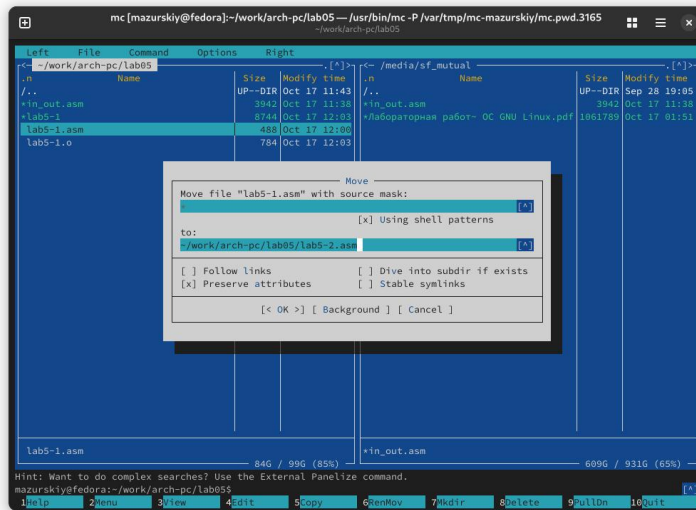 mc [mazurskiy@fedora]:~/work/arch-pc/lab05 — /usr/bin/mc -P /var/tmp/mc-mazurskiy/mc.pwd.3165
~/work/arch-pc/lab05
Left File Command Options Right
<— ~/work/arch-pc/lab05 .[^]>
.n Name Size Modify time
/.. UP--DIR Oct 17 11:43
*in_out.asm 3942 Oct 17 11:38
*lab5-1 8744 Oct 17 12:03
lab5-1.asm 488 Oct 17 12:00
lab5-1.o 784 Oct 17 12:03
lab5-1.asm
84G / 99G (85%)
<— /media/sf_mutual .[^]>
.n Name Size Modify time
/.. UP--DIR Sep 28 19:05
*in_out.asm 3942 Oct 17 11:38
*Лабораторная работ- ОС GNU Linux.pdf 1061789 Oct 17 01:51
*in_out.asm
609G / 931G (65%)
Move
Move file "lab5-1.asm" with source mask:
* [^]
[x] Using shell patterns
to:
~/work/arch-pc/lab05/lab5-2.asm [^]
[ ] Follow links [ ] Dive into subdir if exists
[x] Preserve attributes [ ] Stable symlinks
[< OK >] [ Background ] [ Cancel ]
Hint: Want to do complex searches? Use the External Panelize command.
mazurskiy@fedora:~/work/arch-pc/lab05$ [^]
1Help 2Menu 3View 4Edit 5Copy 6RenMov 7Mkdir 8Delete 9PullDn 10Quit